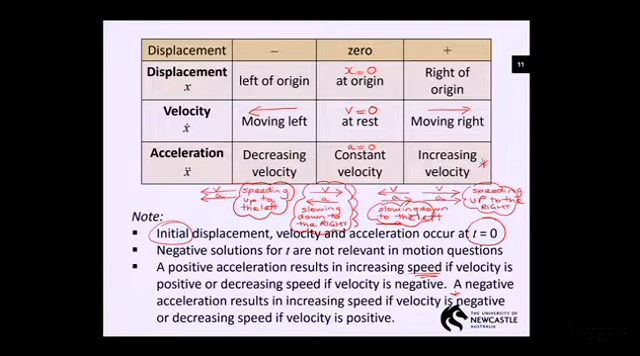 Displacement – zero +
Displacement x left of origin x=0 at origin Right of origin
11
Velocity ẋ Moving left v=0 at rest Moving right
Acceleration ẍ Decreasing velocity a=0 Constant velocity Increasing velocity *
v a speeding up to the left
v a slowing down to the RIGHT
v a slowing down to the left
v a speeding up to the RIGHT
Note:
▪ Initial displacement, velocity and acceleration occur at t = 0
▪ Negative solutions for t are not relevant in motion questions
▪ A positive acceleration results in increasing speed if velocity is
positive or decreasing speed if velocity is negative. A negative
acceleration results in increasing speed if velocity is negative
or decreasing speed if velocity is positive.
THE UNIVERSITY OF
NEWCASTLE
AUSTRALIA